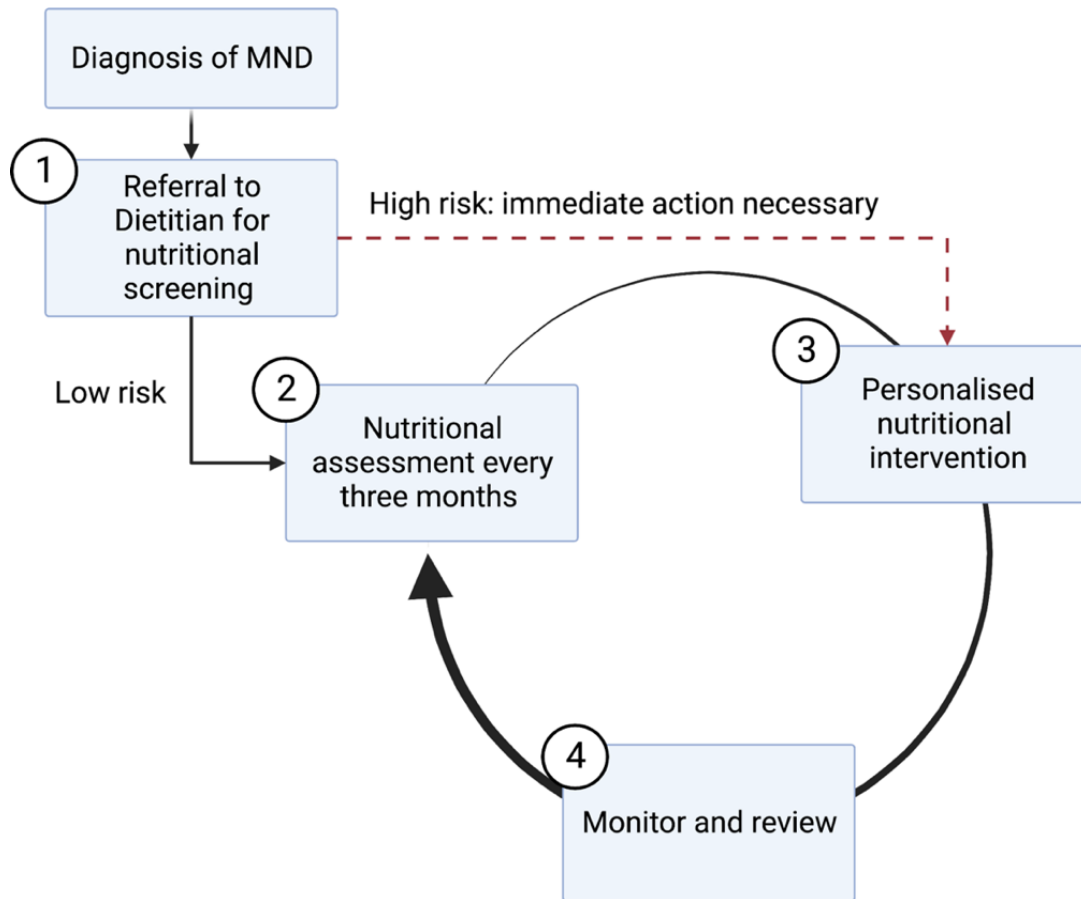 Diagnosis of MND
1
Referral to
Dietitian for
nutritional
screening
High risk: immediate action necessary
Low risk
2
Nutritional
assessment every
three months
3
Personalised
nutritional
intervention
4
Monitor and review